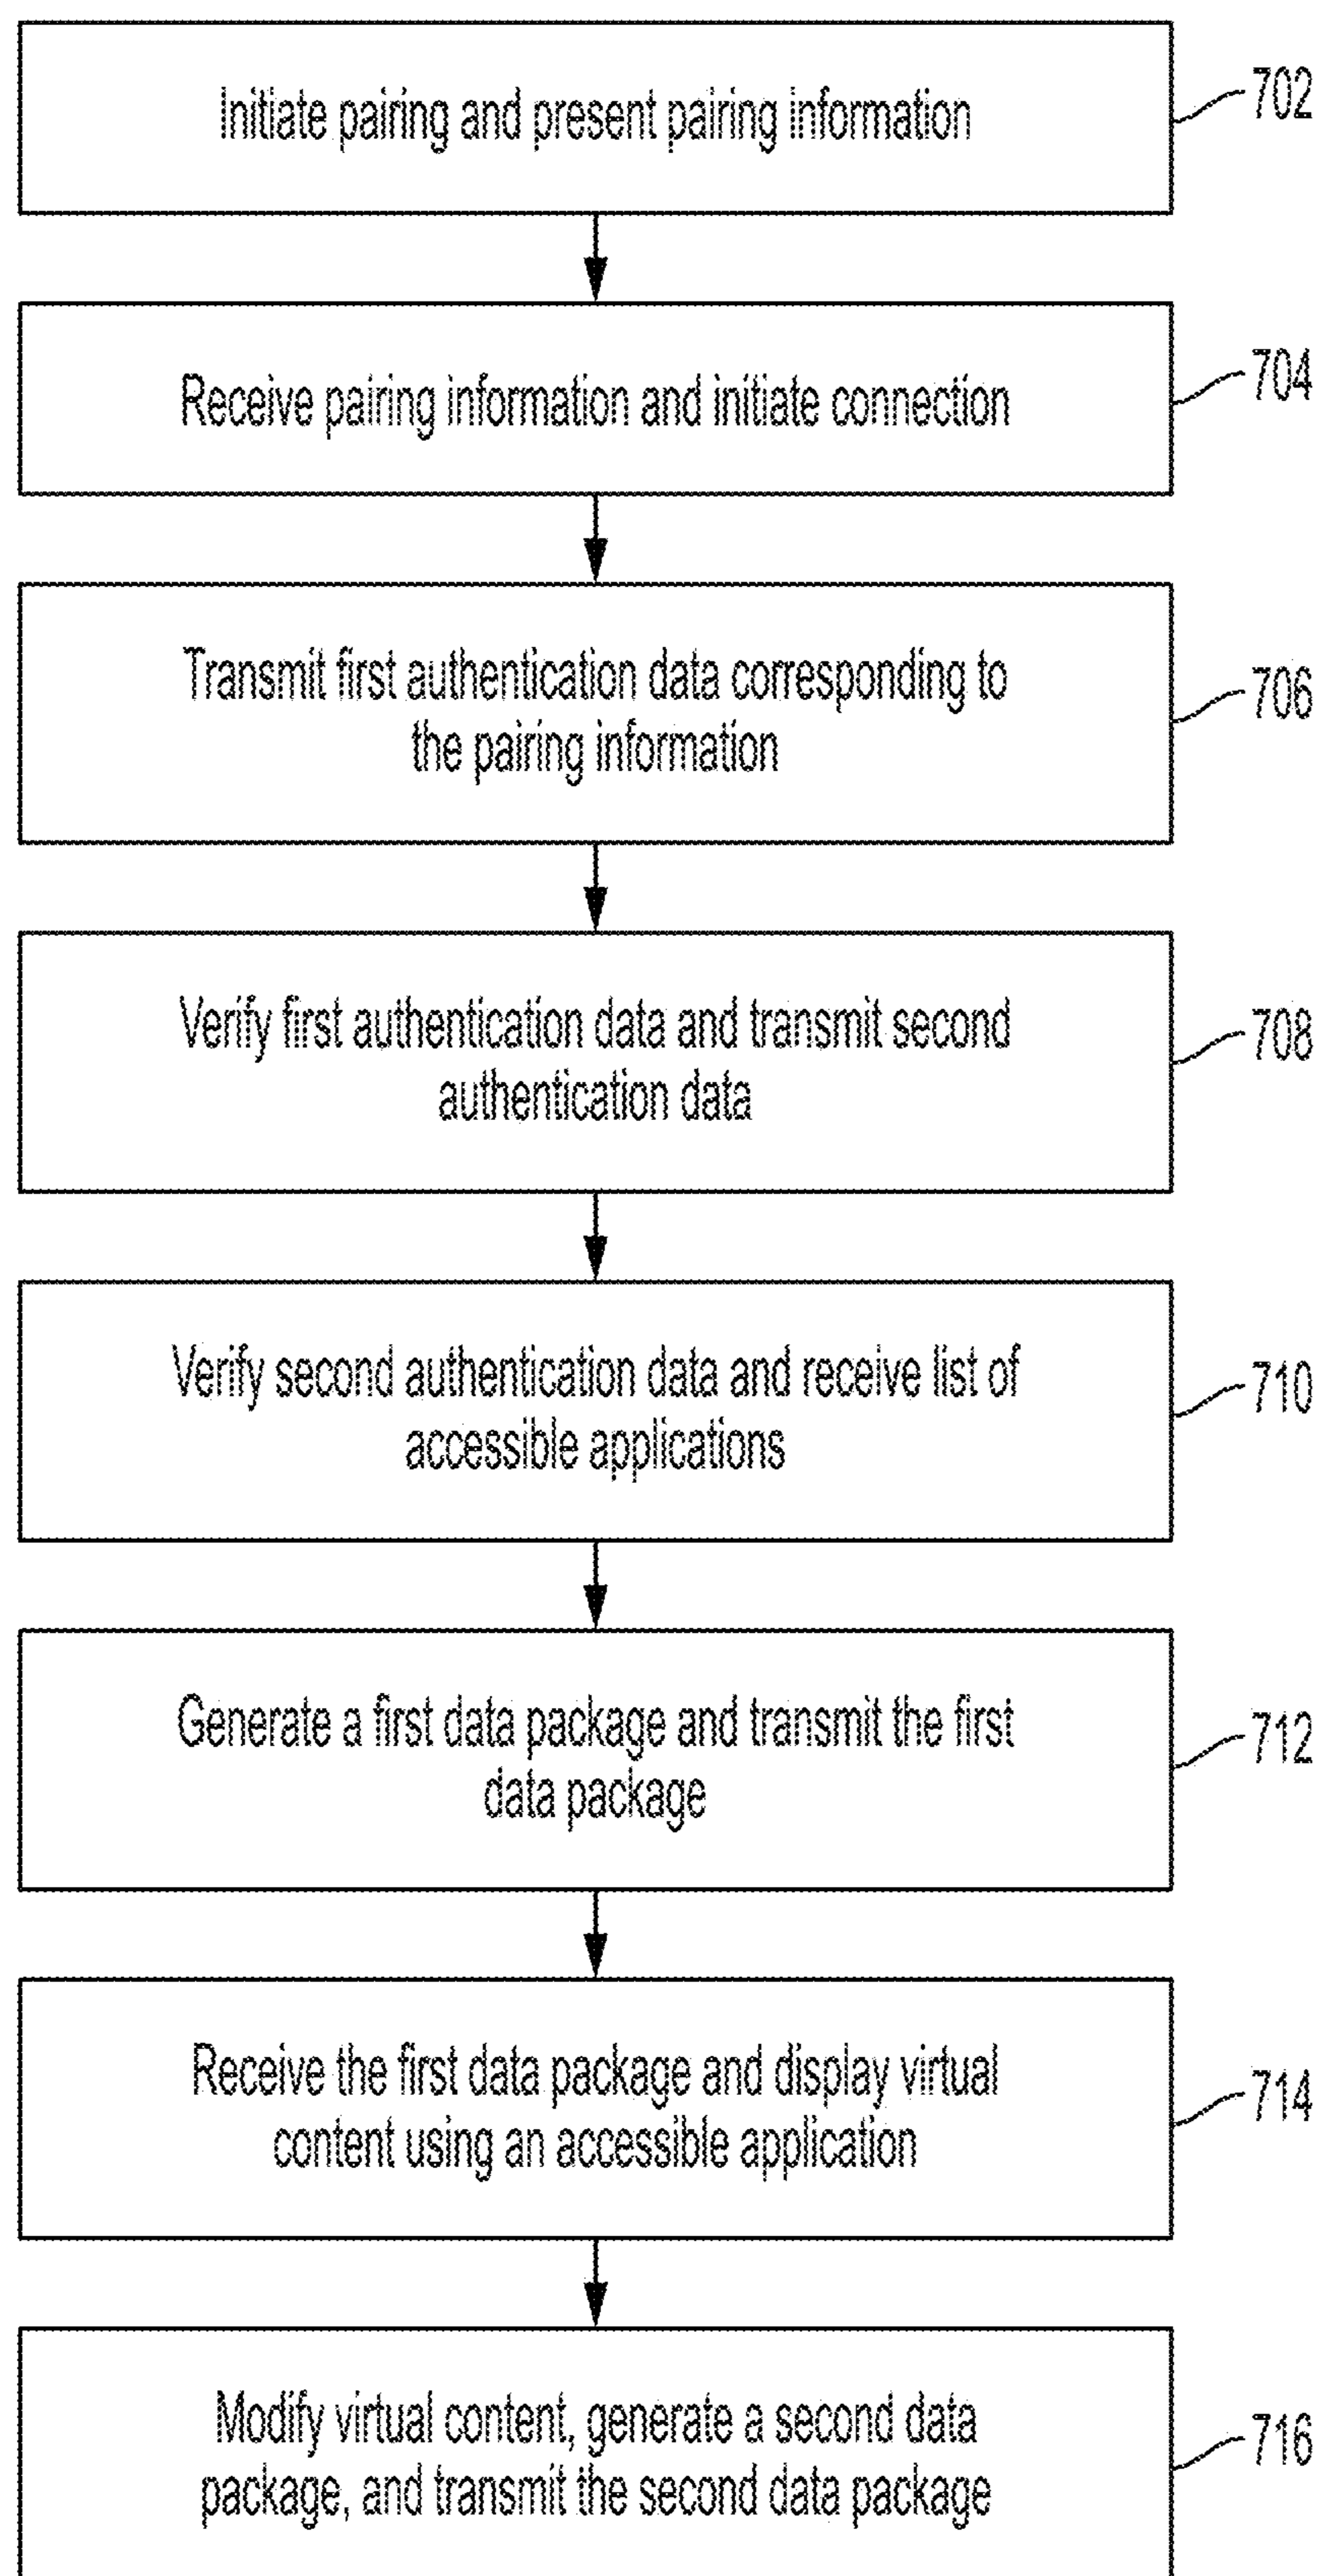 Initiate pairing and present pairing information
702
Receive pairing information and initiate connection
704
Transmit first authentication data corresponding to
the pairing information
706
Verify first authentication data and transmit second
authentication data
708
Verify second authentication data and receive list of
accessible applications
710
Generate a first data package and transmit the first
data package
712
Receive the first data package and display virtual
content using an accessible application
714
Modify virtual content, generate a second data
package, and transmit the second data package
716